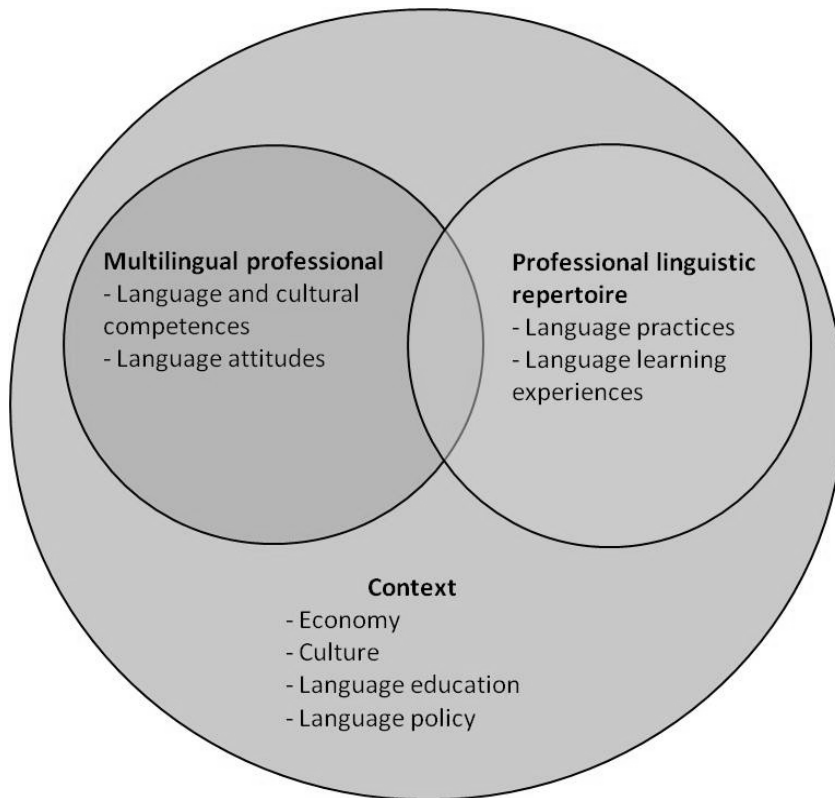 Multilingual professional
- Language and cultural
competences
- Language attitudes
Professional linguistic
repertoire
- Language practices
- Language learning
experiences
Context
- Economy
- Culture
- Language education
- Language policy